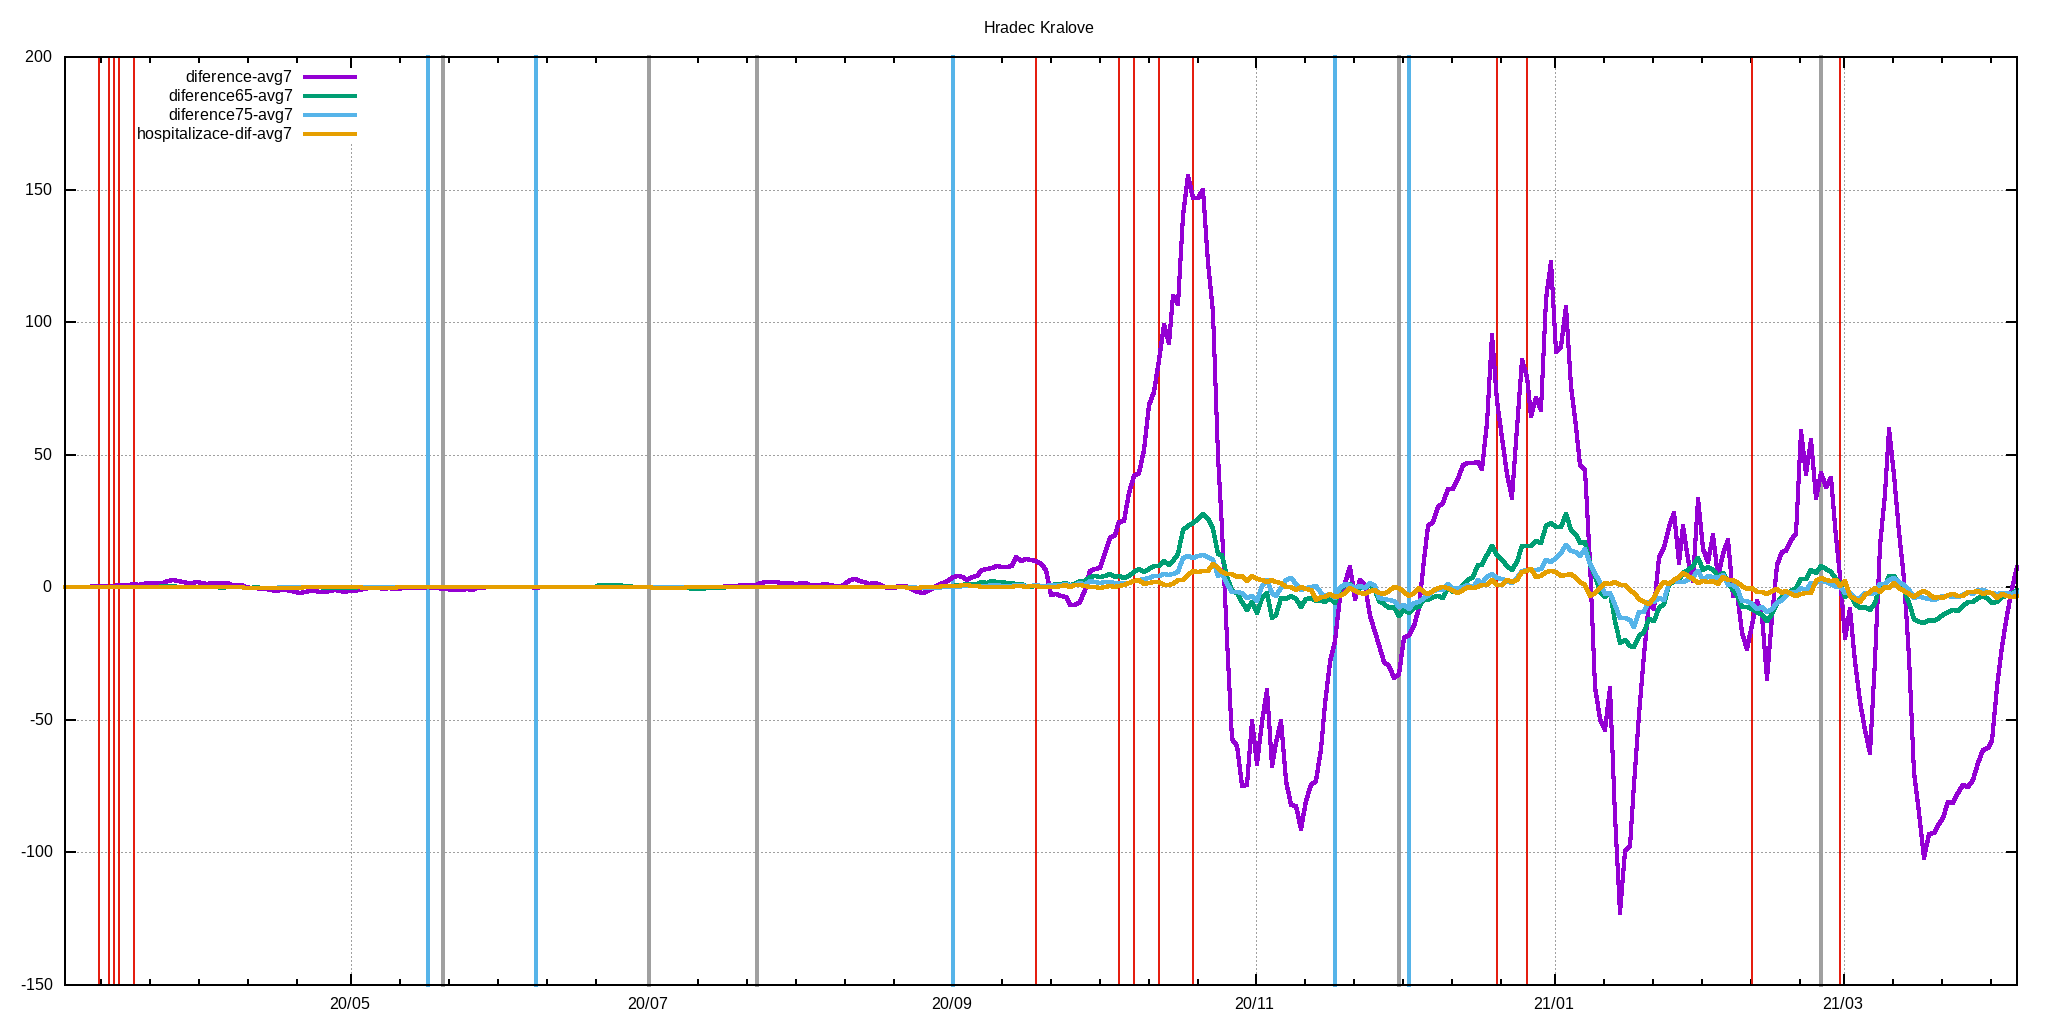 Hradec Kralove
200
150
100
50
0
-50
-100
-150
diference-avg7
diference65-avg7
diference75-avg7
hospitalizace-dif-avg7
20/05
20/07
20/09
20/11
21/01
21/03